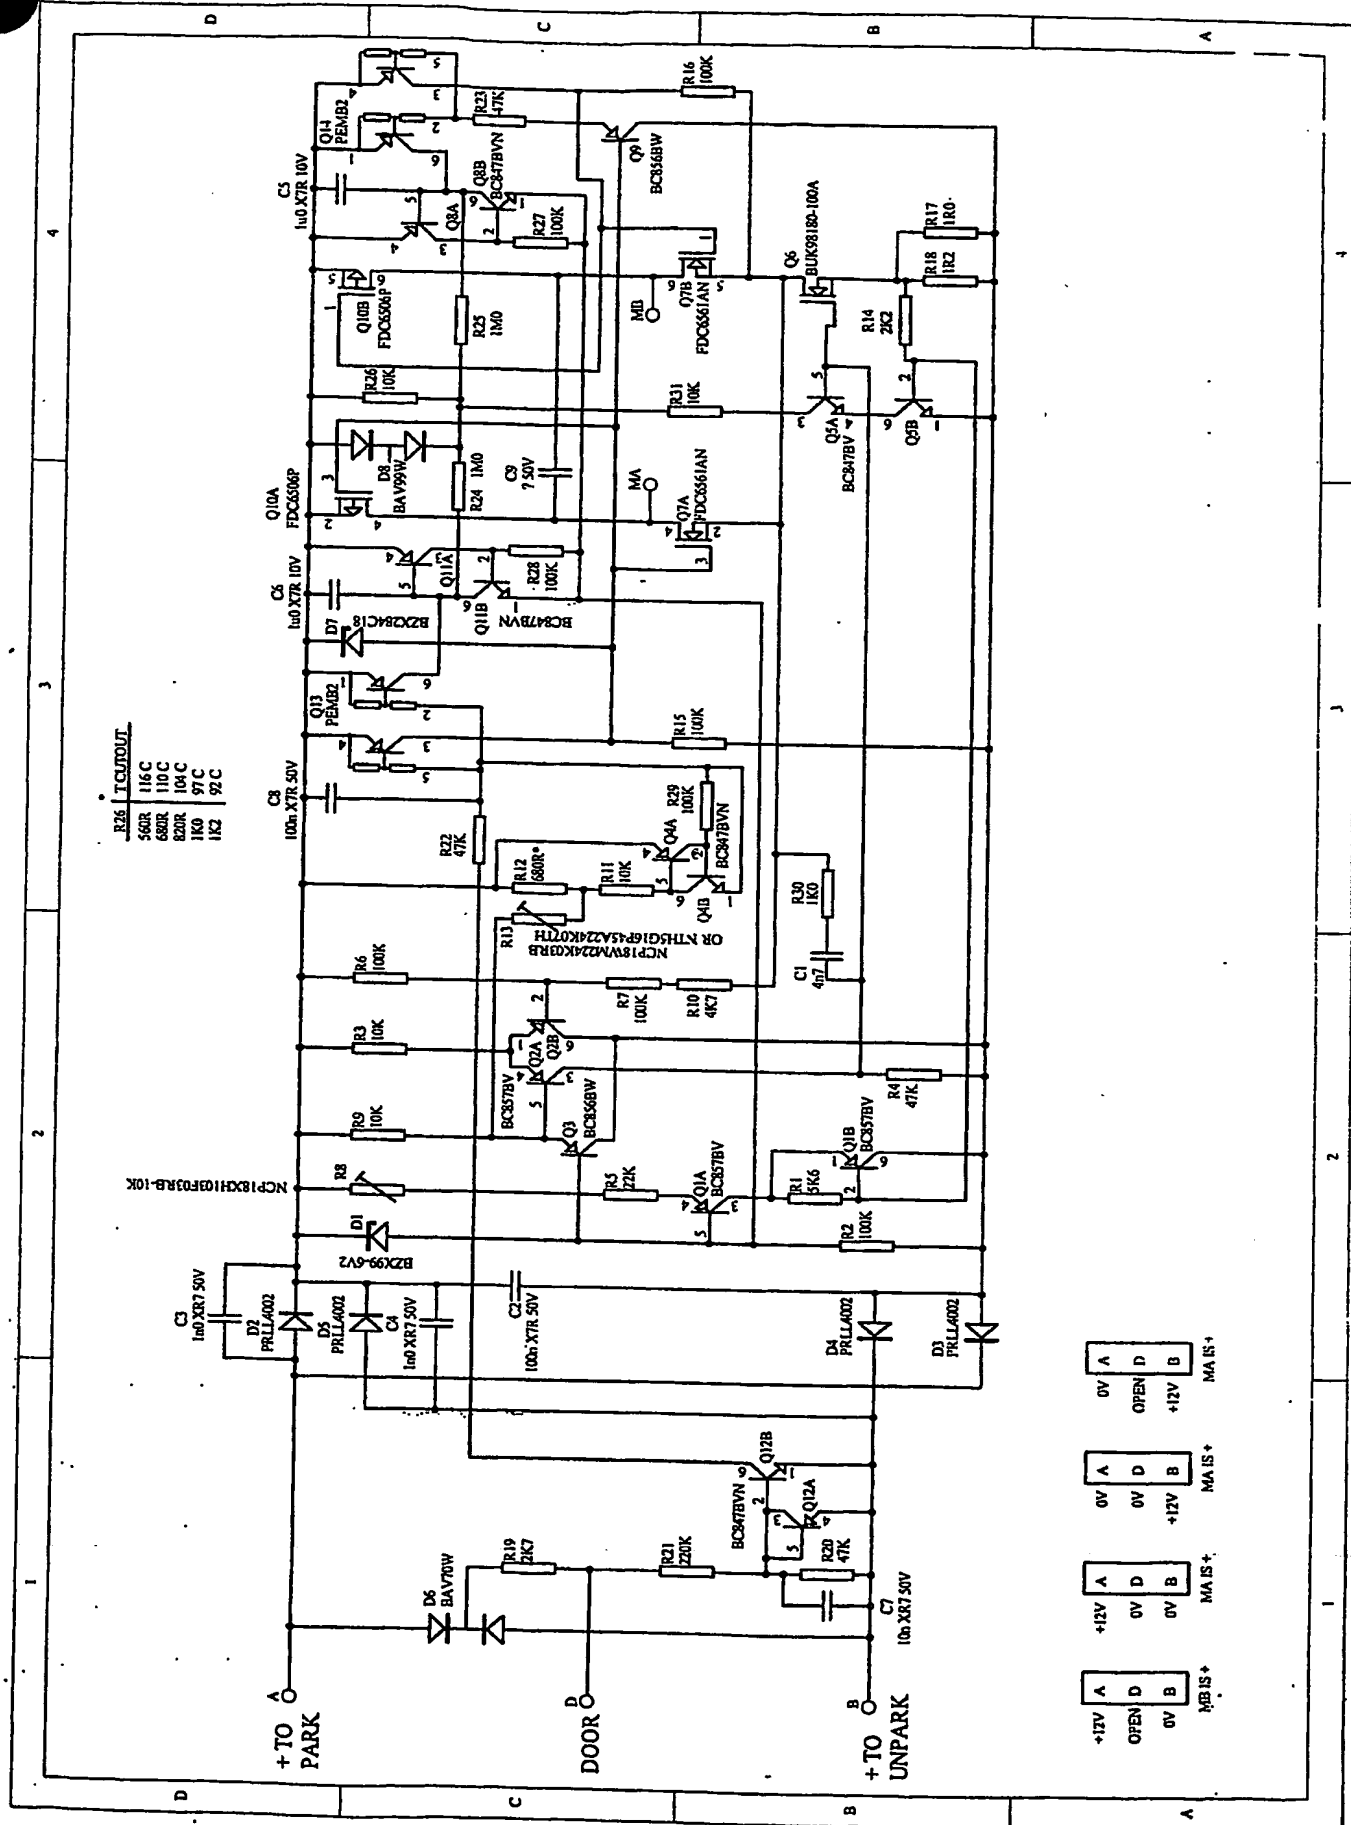 D
C
B
A
4
3
2
1
R26 TCUTOUT
560R 116 C
680R 110 C
820R 104 C
1K0 97 C
1K2 92 C
+ TO
PARK
A
DOOR
D
+ TO
UNPARK
B
C3
1n0 XR7 50V
D2
PRLL4002
D5
PRLL4002
C4
1n0 XR7 50V
C2
100n X7R 50V
D4
PRLL4002
D3
PRLL4002
D6
BAV70W
R19
2K7
R21
220K
R20
47K
C7
10n XR7 50V
BC847BVN
Q12B
Q12A
NCP18XH103F03RB-10K
R8
D1
BZX99-6V2
R9
10K
R3
10K
R6
100K
BC857BV
Q2A
Q2B
Q3
BC856BW
R5
22K
Q1A
BC857BV
R1
5K6
Q1B
BC857BV
R2
100K
R4
47K
R7
100K
R10
4K7
C1
4n7
R30
1K0
R13
NCP18WM224K03RB
OR NTH5G16P45A224K07TH
R12
680R*
R11
10K
Q4A
Q4B
BC847BVN
R29
100K
R22
47K
R15
100K
C8
100n X7R 50V
Q13
PEMB2
D7
BZX284C18
C6
1u0 X7R 10V
Q11A
Q11B
BC847BVN
R28
100K
Q10A
FDC6506P
D8
BAV99W
R24 1M0
R26
10K
R25
1M0
C9
? 50V
MA
Q7A
FDC6561AN
R31
10K
MB
Q7B
FDC6561AN
Q10B
FDC6506P
C5
1u0 X7R 10V
Q8A
Q8B
BC847BVN
R27
100K
Q14
PEMB2
R23
47K
R16
100K
Q9
BC856BW
Q6
BUK98180-100A
Q5A
BC847BV
Q5B
R14
2K2
R18
1R2
R17
1R0
+12V A
OPEN D
0V B
MB IS +
+12V A
0V D
0V B
MA IS +
0V A
0V D
+12V B
MA IS +
0V A
OPEN D
+12V B
MA IS +